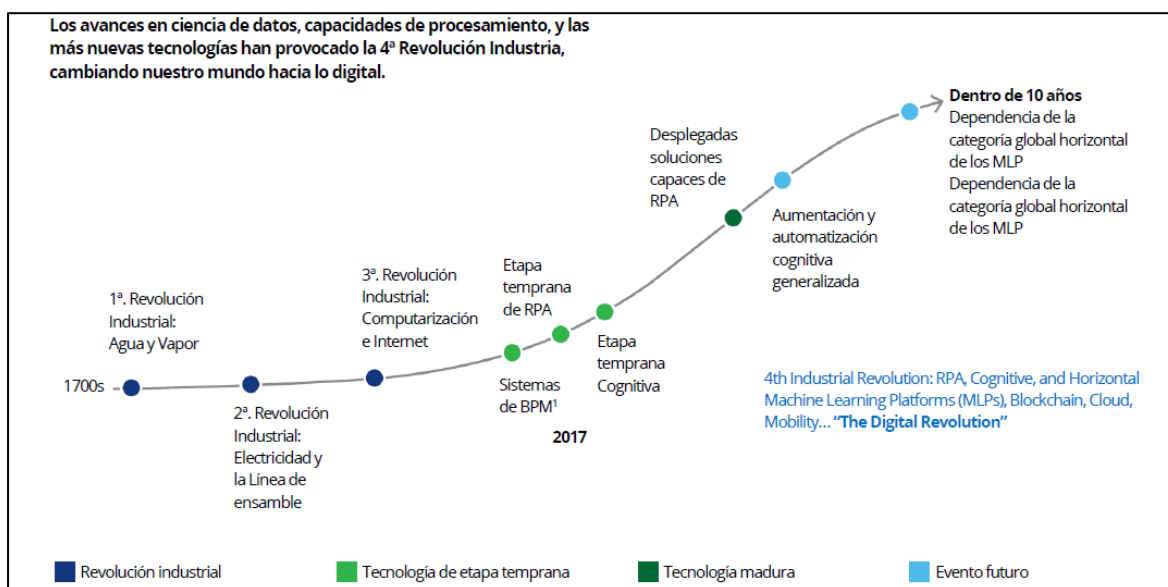 Los avances en ciencia de datos, capacidades de procesamiento, y las
más nuevas tecnologías han provocado la 4ª Revolución Industria,
cambiando nuestro mundo hacia lo digital.
1700s
1ª. Revolución
Industrial:
Agua y Vapor
2ª. Revolución
Industrial:
Electricidad y
la Línea de
ensamble
3ª. Revolución
Industrial:
Computarización
e Internet
Sistemas
de BPM¹
Etapa
temprana
de RPA
2017
Etapa
temprana
Cognitiva
Desplegadas
soluciones
capaces de
RPA
Aumentación y
automatización
cognitiva
generalizada
Dentro de 10 años
Dependencia de la
categoría global horizontal
de los MLP
Dependencia de la
categoría global horizontal
de los MLP
4th Industrial Revolution: RPA, Cognitive, and Horizontal
Machine Learning Platforms (MLPs), Blockchain, Cloud,
Mobility... “The Digital Revolution”
Revolución industrial
Tecnología de etapa temprana
Tecnología madura
Evento futuro